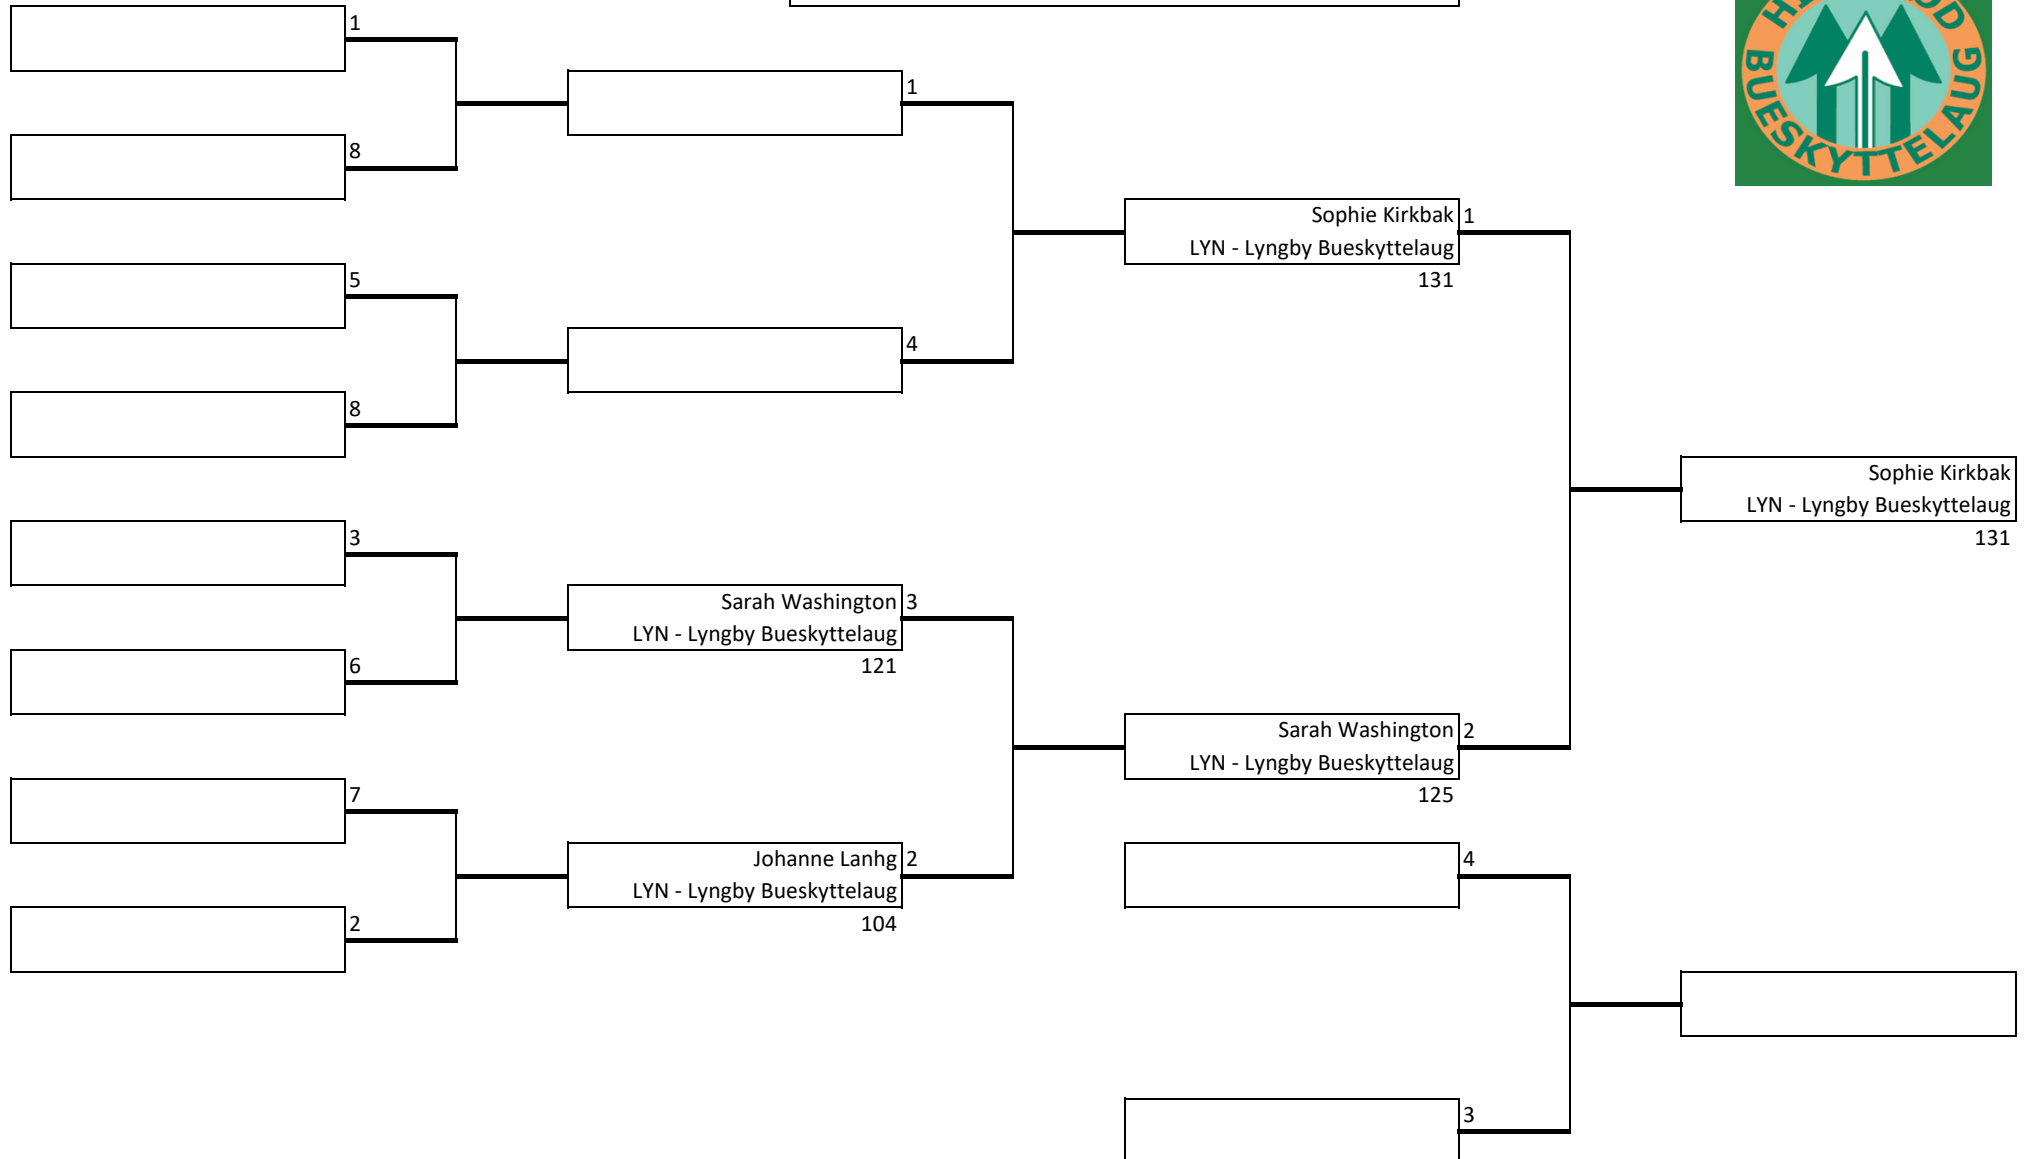 1
8
5
8
3
6
7
2
1
4
Sarah Washington 3
LYN - Lyngby Bueskyttelaug
121
Johanne Lanhg 2
LYN - Lyngby Bueskyttelaug
104
Sophie Kirkbak 1
LYN - Lyngby Bueskyttelaug
131
Sarah Washington 2
LYN - Lyngby Bueskyttelaug
125
4
3
Sophie Kirkbak
LYN - Lyngby Bueskyttelaug
131
BUESKYTTELAUG